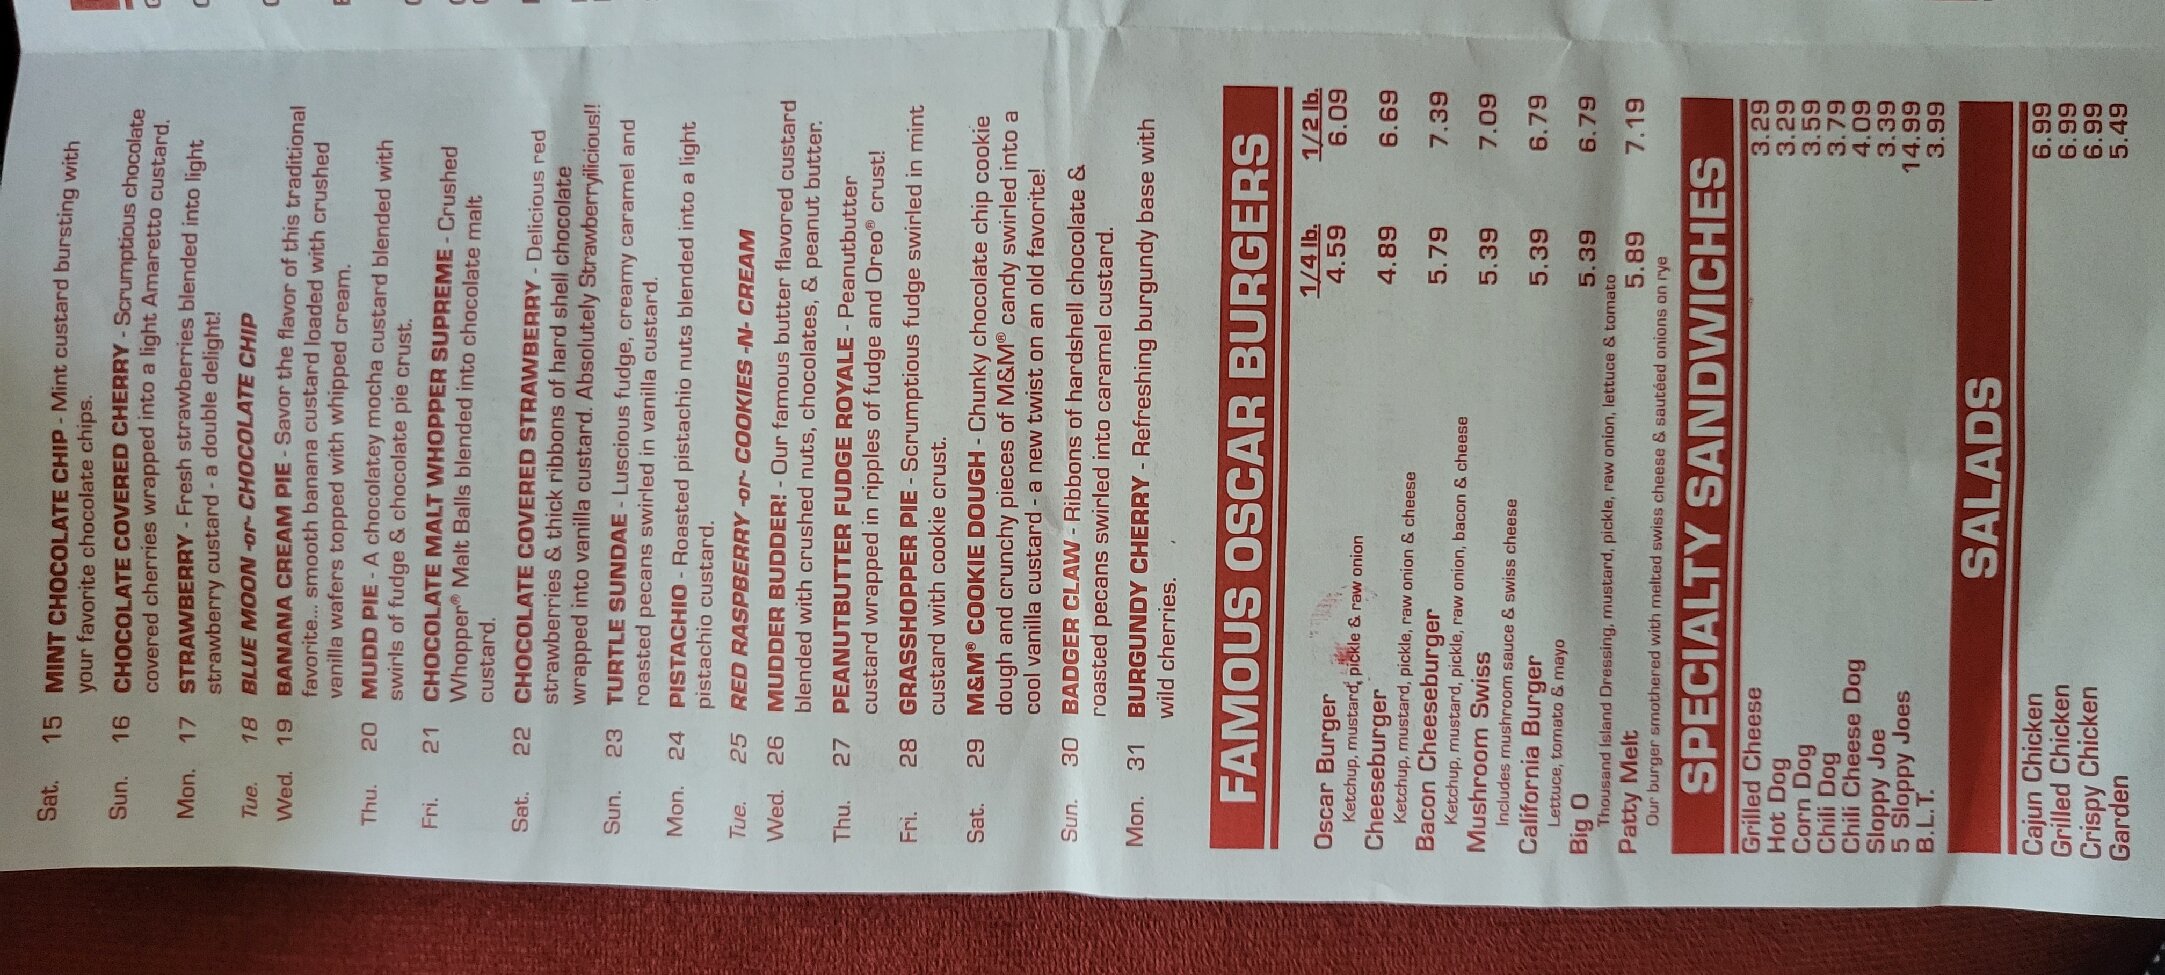 Sat. 15 MINT CHOCOLATE CHIP - Mint custard bursting with
your favorite chocolate chips.
Sun. 16 CHOCOLATE COVERED CHERRY - Scrumptious chocolate
covered cherries wrapped into a light Amaretto custard.
Mon. 17 STRAWBERRY - Fresh strawberries blended into light
strawberry custard - a double delight!
Tue. 18 BLUE MOON -or- CHOCOLATE CHIP
Wed. 19 BANANA CREAM PIE - Savor the flavor of this traditional
favorite... smooth banana custard loaded with crushed
vanilla wafers topped with whipped cream.
Thu. 20 MUDD PIE - A chocolatey mocha custard blended with
swirls of fudge & chocolate pie crust.
Fri. 21 CHOCOLATE MALT WHOPPER SUPREME - Crushed
Whopper® Malt Balls blended into chocolate malt
custard.
Sat. 22 CHOCOLATE COVERED STRAWBERRY - Delicious red
strawberries & thick ribbons of hard shell chocolate
wrapped into vanilla custard. Absolutely Strawberrylicious!!
Sun. 23 TURTLE SUNDAE - Luscious fudge, creamy caramel and
roasted pecans swirled in vanilla custard.
Mon. 24 PISTACHIO - Roasted pistachio nuts blended into a light
pistachio custard.
Tue. 25 RED RASPBERRY -or- COOKIES -N- CREAM
Wed. 26 MUDDER BUDDER! - Our famous butter flavored custard
blended with crushed nuts, chocolates, & peanut butter.
Thu. 27 PEANUTBUTTER FUDGE ROYALE - Peanutbutter
custard wrapped in ripples of fudge and Oreo® crust!
Fri. 28 GRASSHOPPER PIE - Scrumptious fudge swirled in mint
custard with cookie crust.
Sat. 29 M&M® COOKIE DOUGH - Chunky chocolate chip cookie
dough and crunchy pieces of M&M® candy swirled into a
cool vanilla custard - a new twist on an old favorite!
Sun. 30 BADGER CLAW - Ribbons of hardshell chocolate &
roasted pecans swirled into caramel custard.
Mon. 31 BURGUNDY CHERRY - Refreshing burgundy base with
wild cherries.
FAMOUS OSCAR BURGERS
1/4 lb. 1/2 lb.
Oscar Burger 4.59 6.09
Ketchup, mustard, pickle & raw onion
Cheeseburger 4.89 6.69
Ketchup, mustard, pickle, raw onion & cheese
Bacon Cheeseburger 5.79 7.39
Ketchup, mustard, pickle, raw onion, bacon & cheese
Mushroom Swiss 5.39 7.09
Includes mushroom sauce & swiss cheese
California Burger 5.39 6.79
Lettuce, tomato & mayo
Big O 5.39 6.79
Thousand Island Dressing, mustard, pickle, raw onion, lettuce & tomato
Patty Melt 5.89 7.19
Our burger smothered with melted swiss cheese & sautéed onions on rye
SPECIALTY SANDWICHES
Grilled Cheese 3.29
Hot Dog 3.29
Corn Dog 3.59
Chili Dog 3.79
Chili Cheese Dog 4.09
Sloppy Joe 3.39
5 Sloppy Joes 14.99
B.L.T. 3.99
SALADS
Cajun Chicken 6.99
Grilled Chicken 6.99
Crispy Chicken 6.99
Garden 5.49